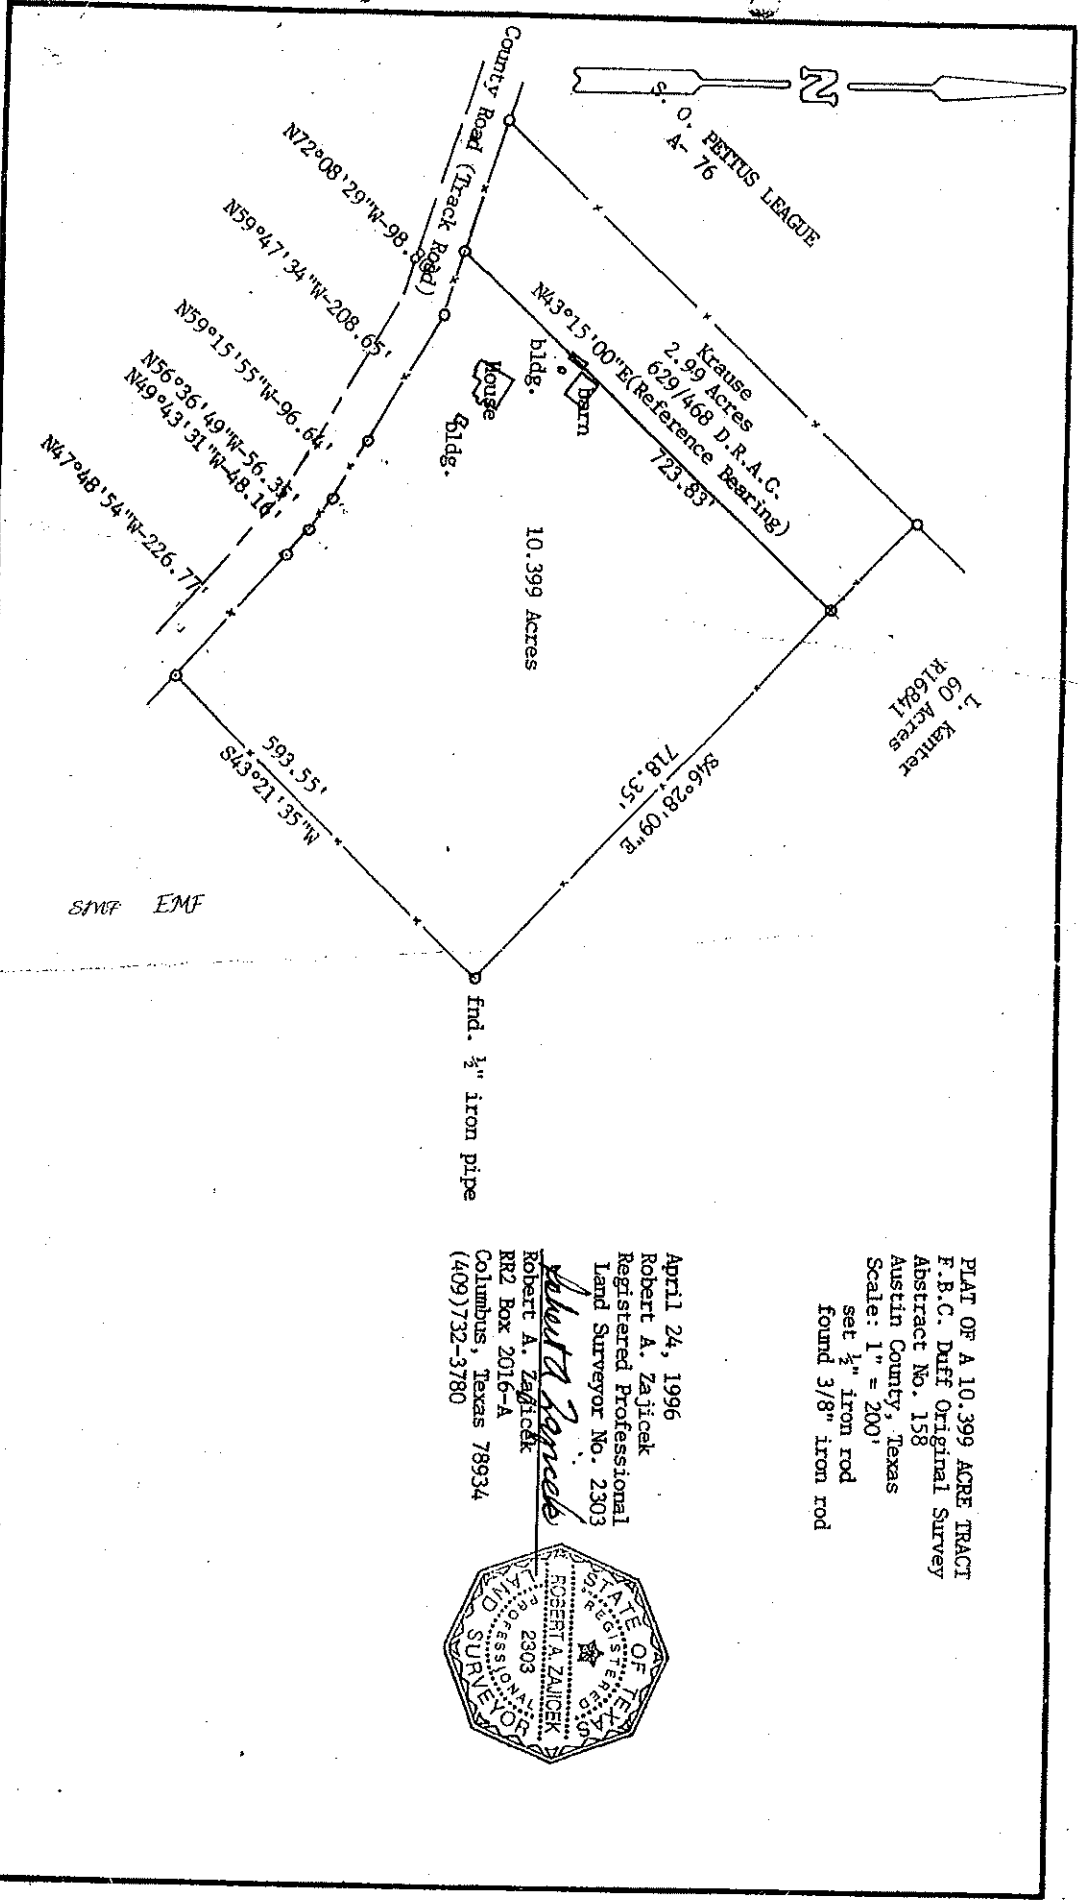 PLAT OF A 10.399 ACRE TRACT
F.B.C. Duff Original Survey
Abstract No. 158
Austin County, Texas
Scale: 1" = 200'
set ½" iron rod
found 3/8" iron rod
N
S. O. PETTUS LEAGUE
A- 76
Krause
2.99 Acres
629/468 D.R.A.C.
N43°15'00"E(Reference Bearing)
723.83'
L. Kanter
60 Acres
R16841
County Road (Track Road)
barn
bldg.
House
bldg.
10.399 Acres
S46°28'09"E
718.35'
N72°08'29"W-98.
N59°47'34"W-208.65'
N59°15'55"W-96.64'
N56°36'49"W-56.35'
N49°43'31"W-48.16'
N47°48'54"W-226.77'
593.55'
S43°21'35"W
fnd. ½" iron pipe
SMF EMF
April 24, 1996
Robert A. Zajicek
Registered Professional
Land Surveyor No. 2303
Robert A Zajicek
Robert A. Zajicek
RR2 Box 2016-A
Columbus, Texas 78934
(409)732-3780
STATE OF TEXAS
REGISTERED
ROBERT A. ZAJICEK
2303
PROFESSIONAL
LAND SURVEYOR